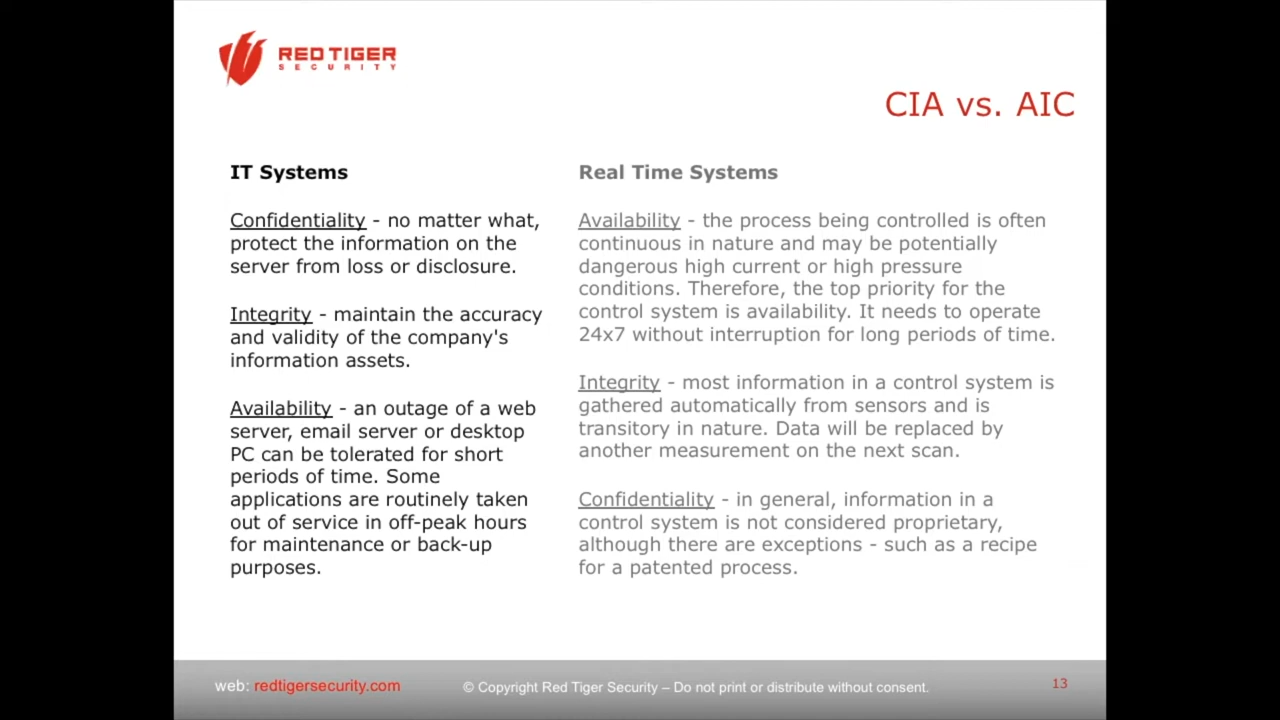 RED TIGER
SECURITY
CIA vs. AIC
IT Systems
Confidentiality - no matter what,
protect the information on the
server from loss or disclosure.
Integrity - maintain the accuracy
and validity of the company's
information assets.
Availability - an outage of a web
server, email server or desktop
PC can be tolerated for short
periods of time. Some
applications are routinely taken
out of service in off-peak hours
for maintenance or back-up
purposes.
Real Time Systems
Availability - the process being controlled is often
continuous in nature and may be potentially
dangerous high current or high pressure
conditions. Therefore, the top priority for the
control system is availability. It needs to operate
24x7 without interruption for long periods of time.
Integrity - most information in a control system is
gathered automatically from sensors and is
transitory in nature. Data will be replaced by
another measurement on the next scan.
Confidentiality - in general, information in a
control system is not considered proprietary,
although there are exceptions - such as a recipe
for a patented process.
web: redtigersecurity.com
© Copyright Red Tiger Security – Do not print or distribute without consent.
13